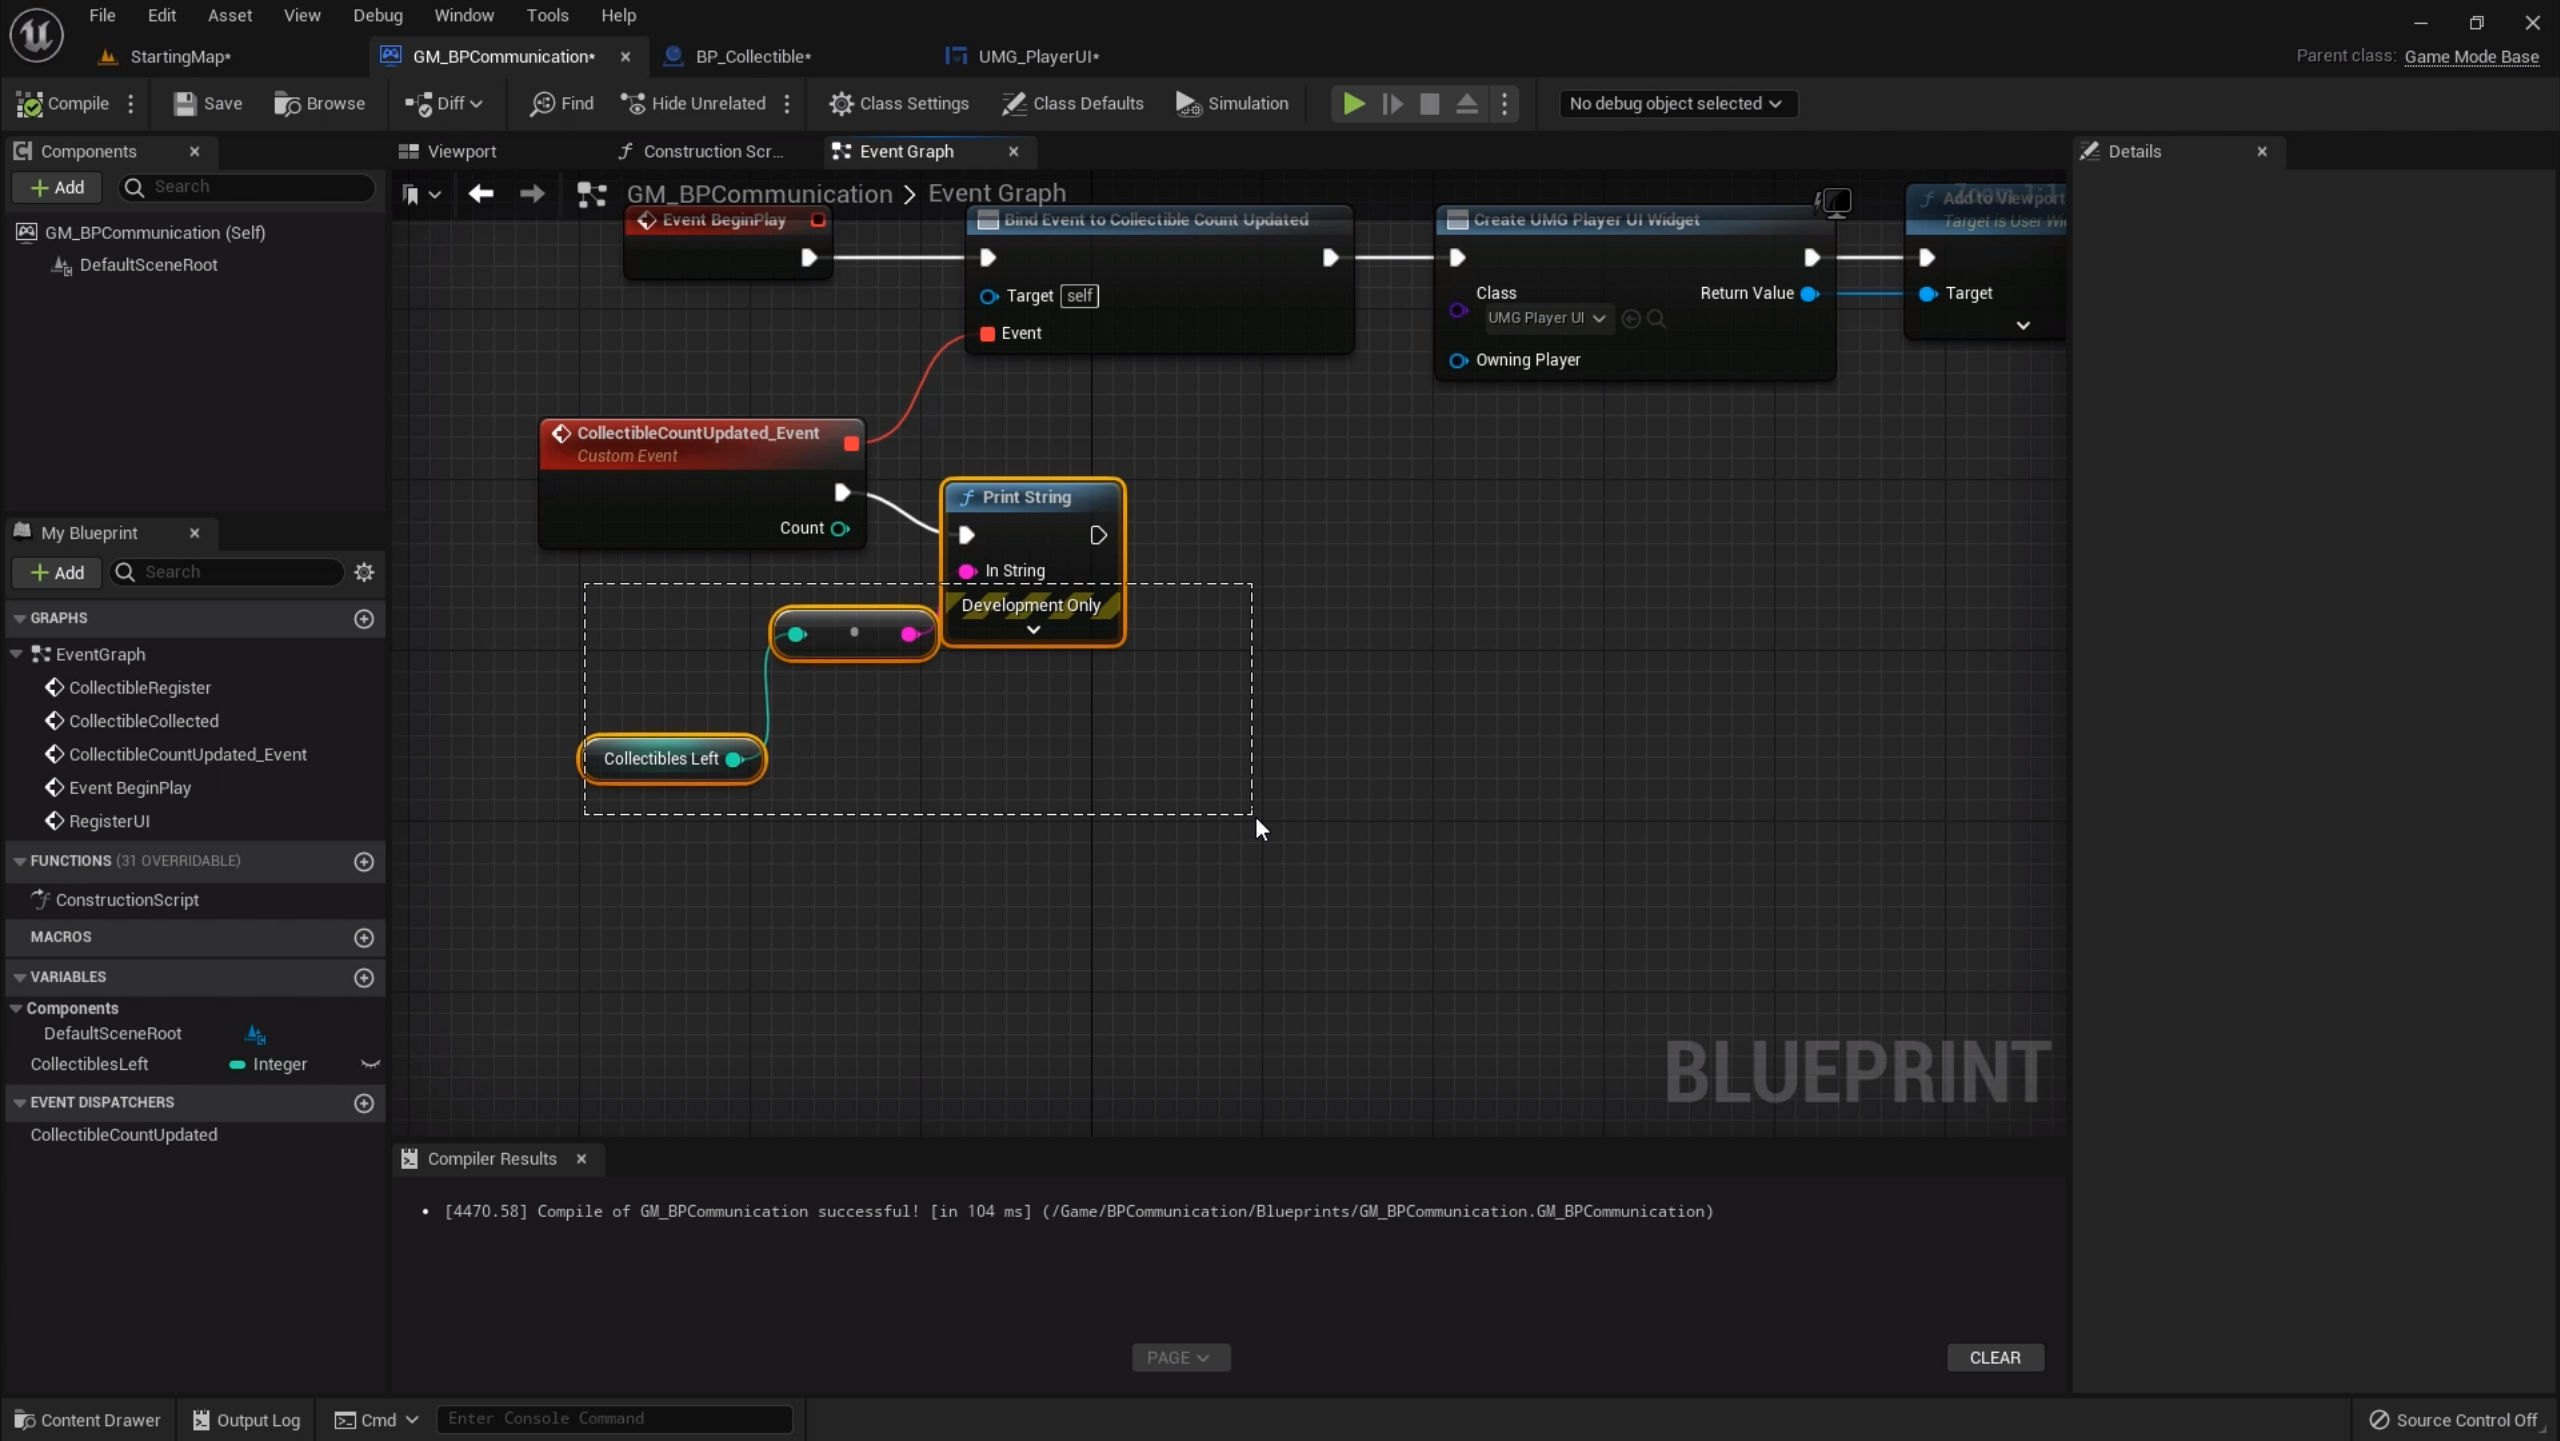 File Edit Asset View Debug Window Tools Help
StartingMap* GM_BPCommunication* BP_Collectible* UMG_PlayerUI* Parent class: Game Mode Base
Compile Save Browse Diff Find Hide Unrelated Class Settings Class Defaults Simulation No debug object selected
Components
Add Search
GM_BPCommunication (Self)
DefaultSceneRoot
My Blueprint
Add Search
GRAPHS
EventGraph
CollectibleRegister
CollectibleCollected
CollectibleCountUpdated_Event
Event BeginPlay
RegisterUI
FUNCTIONS (31 OVERRIDABLE)
ConstructionScript
MACROS
VARIABLES
Components
DefaultSceneRoot
CollectiblesLeft Integer
EVENT DISPATCHERS
CollectibleCountUpdated
Viewport Construction Scr... Event Graph
GM_BPCommunication > Event Graph
Zoom 1:1
Event BeginPlay
Bind Event to Collectible Count Updated
Target self
Event
Create UMG Player UI Widget
Class Return Value
UMG Player UI
Owning Player
Add to Viewport
Target is User Wi
Target
CollectibleCountUpdated_Event
Custom Event
Count
Print String
In String
Development Only
Collectibles Left
BLUEPRINT
Compiler Results
• [4470.58] Compile of GM_BPCommunication successful! [in 104 ms] (/Game/BPCommunication/Blueprints/GM_BPCommunication.GM_BPCommunication)
PAGE CLEAR
Details
Content Drawer Output Log Cmd Enter Console Command Source Control Off